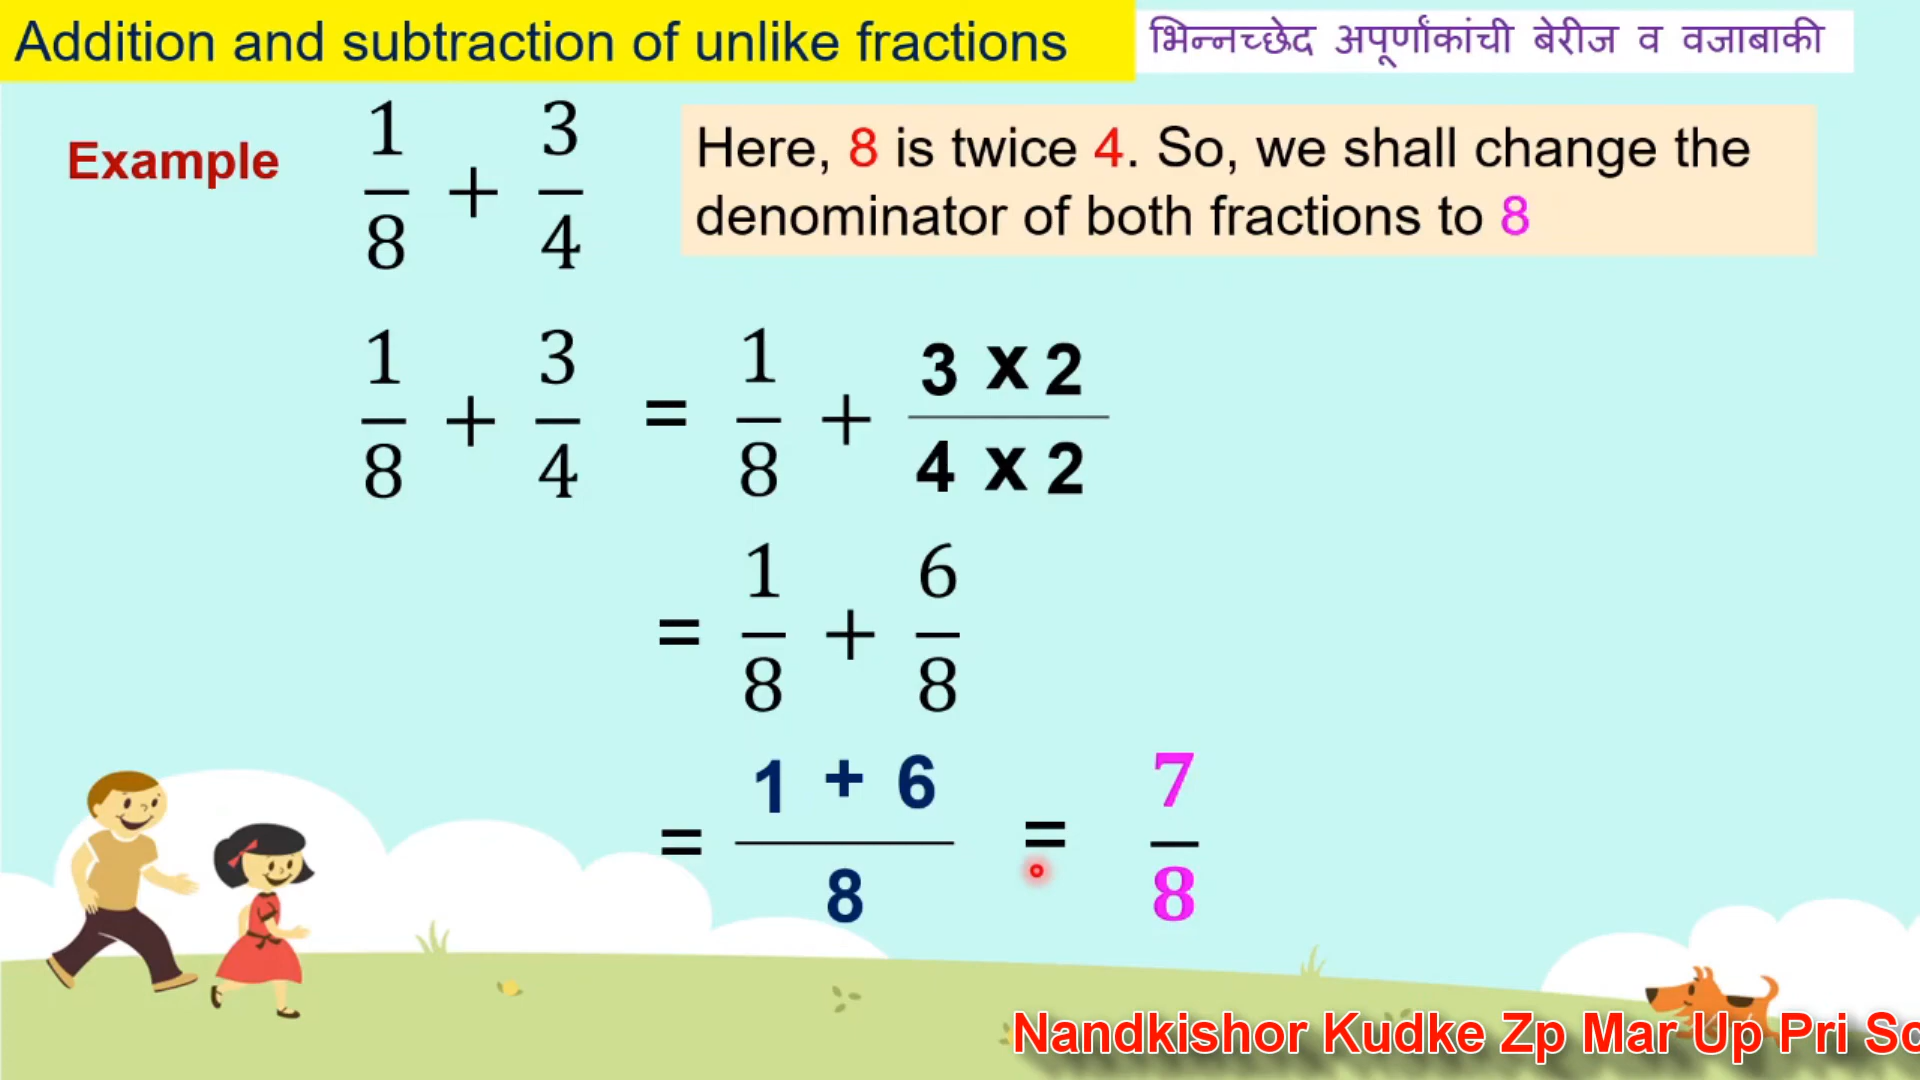 Addition and subtraction of unlike fractions
भिन्नच्छेद अपूर्णांकांची बेरीज व वजाबाकी
Example
1/8 + 3/4
Here, 8 is twice 4. So, we shall change the
denominator of both fractions to 8
1/8 + 3/4 = 1/8 + 3 x 2/4 x 2
= 1/8 + 6/8
= 1 + 6/8 = 7/8
Nandkishor Kudke Zp Mar Up Pri